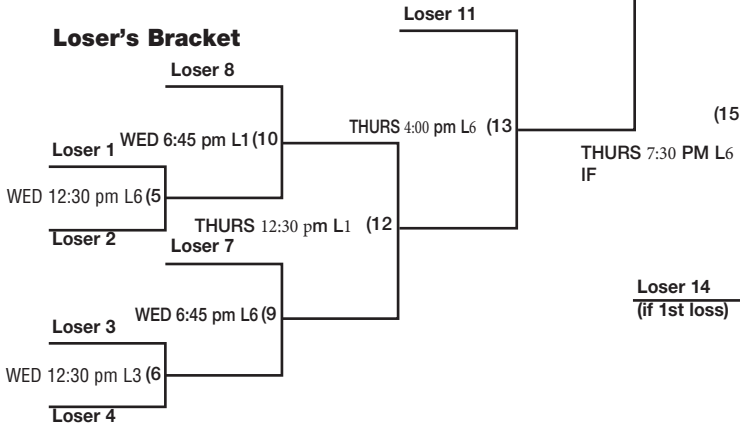 Loser 11
Loser's Bracket
Loser 8
(15
THURS 4:00 pm L6 (13
WED 6:45 pm L1(10
Loser 1
THURS 7:30 PM L6
IF
WED 12:30 pm L6 (5
THURS 12:30 pm L1 (12
Loser 2
Loser 7
Loser 14
(if 1st loss)
WED 6:45 pm L6 (9
Loser 3
WED 12:30 pm L3 (6
Loser 4